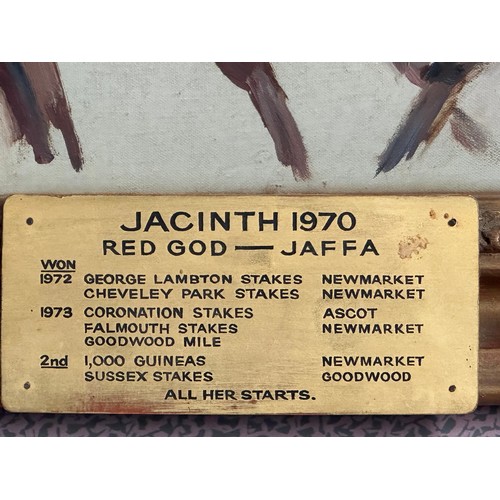 JACINTH 1970
RED GOD — JAFFA
WON
1972 GEORGE LAMBTON STAKES NEWMARKET
CHEVELEY PARK STAKES NEWMARKET
1973 CORONATION STAKES ASCOT
FALMOUTH STAKES NEWMARKET
GOODWOOD MILE
2nd 1,000 GUINEAS NEWMARKET
SUSSEX STAKES GOODWOOD
ALL HER STARTS.